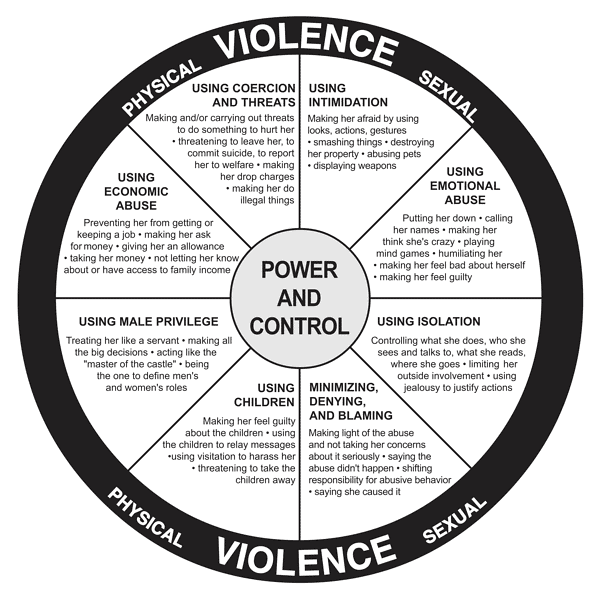 VIOLENCE
PHYSICAL
SEXUAL
USING COERCION
AND THREATS
Making and/or carrying out threats
to do something to hurt her
• threatening to leave her, to
commit suicide, to report
her to welfare • making
her drop charges
• making her do
illegal things
USING
INTIMIDATION
Making her afraid by using
looks, actions, gestures
• smashing things • destroying
her property • abusing pets
• displaying weapons
USING
ECONOMIC
ABUSE
Preventing her from getting or
keeping a job • making her ask
for money • giving her an allowance
• taking her money • not letting her know
about or have access to family income
USING
EMOTIONAL
ABUSE
Putting her down • calling
her names • making her
think she's crazy • playing
mind games • humiliating her
• making her feel bad about herself
• making her feel guilty
POWER
AND
CONTROL
USING MALE PRIVILEGE
Treating her like a servant • making all
the big decisions • acting like the
"master of the castle" • being
the one to define men's
and women's roles
USING ISOLATION
Controlling what she does, who she
sees and talks to, what she reads,
where she goes • limiting her
outside involvement • using
jealousy to justify actions
USING
CHILDREN
Making her feel guilty
about the children • using
the children to relay messages
•using visitation to harass her
• threatening to take the
children away
MINIMIZING,
DENYING,
AND BLAMING
Making light of the abuse
and not taking her concerns
about it seriously • saying the
abuse didn't happen • shifting
responsibility for abusive behavior
• saying she caused it
PHYSICAL
SEXUAL
VIOLENCE